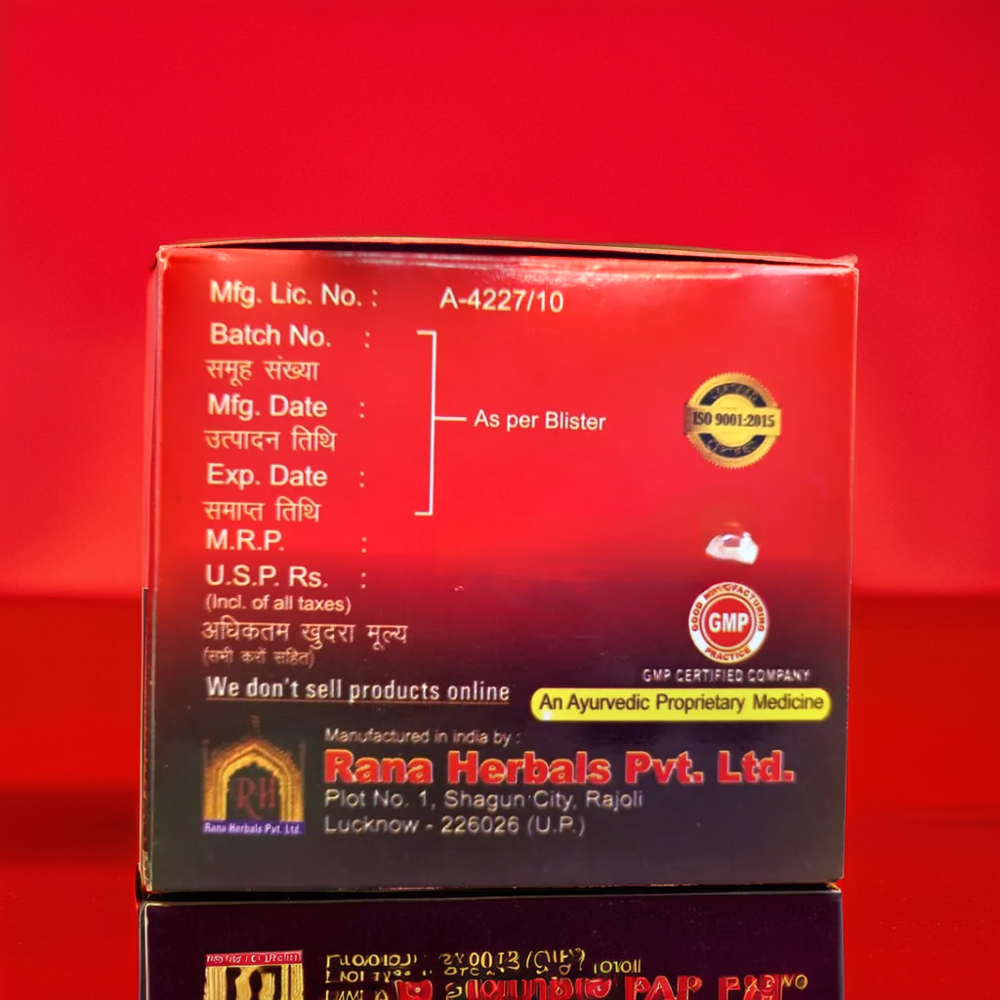 Mfg. Lic. No. : A-4227/10
Batch No. :
समूह संख्या
Mfg. Date :
उत्पादन तिथि
As per Blister
Exp. Date :
समाप्त तिथि
M.R.P. :
U.S.P. Rs. :
(Incl. of all taxes)
अधिकतम खुदरा मूल्य
(सभी करों सहित)
We don't sell products online
ISO 9001:2015
GOOD MANUFACTURING
GMP
PRACTICE
GMP CERTIFIED COMPANY
An Ayurvedic Proprietary Medicine
RH
Rana Herbals Pvt. Ltd.
Manufactured in india by :
Rana Herbals Pvt. Ltd.
Plot No. 1, Shagun City, Rajoli
Lucknow - 226026 (U.P.)